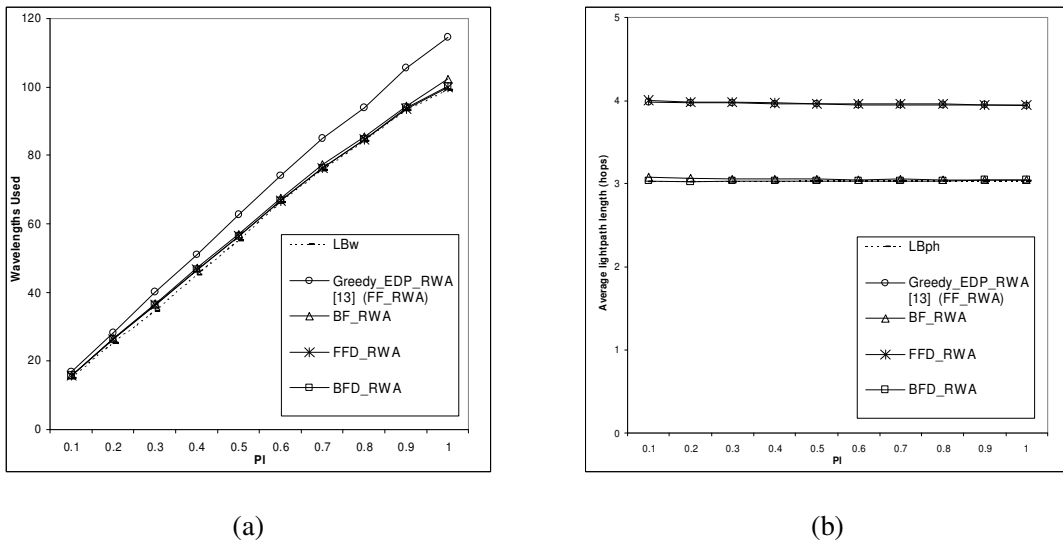 120
100
80
60
40
20
0
Wavelengths Used
LBw
Greedy_EDP_RWA
[13] (FF_RWA)
BF_RWA
FFD_RWA
BFD_RWA
0.1 0.2 0.3 0.4 0.5 0.6 0.7 0.8 0.9 1
PI
(a)
5
4
3
2
1
0
Average lightpath length (hops)
LBph
Greedy_EDP_RWA
[13] (FF_RWA)
BF_RWA
FFD_RWA
BFD_RWA
0.1 0.2 0.3 0.4 0.5 0.6 0.7 0.8 0.9 1
PI
(b)